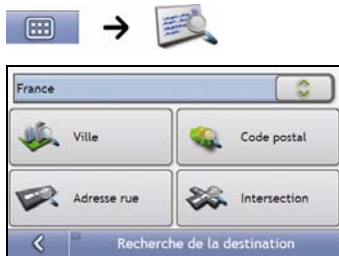 France
Ville
Code postal
Adresse rue
Intersection
Recherche de la destination